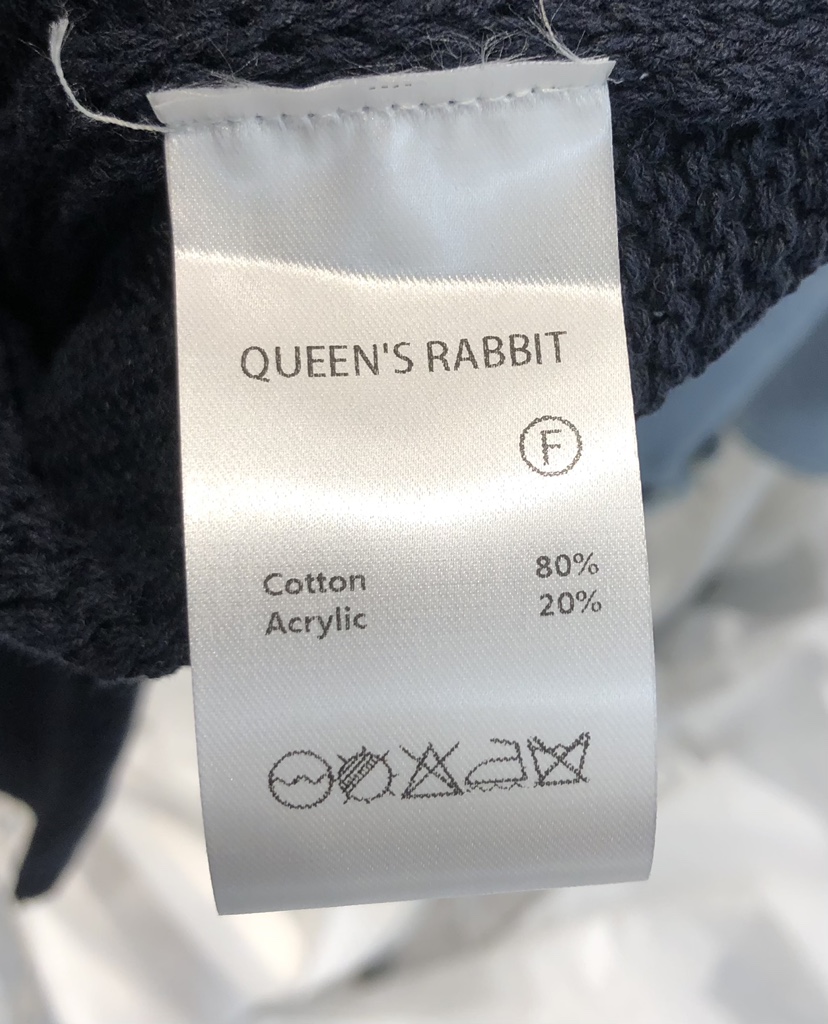 QUEEN'S RABBIT
F
Cotton 80%
Acrylic 20%